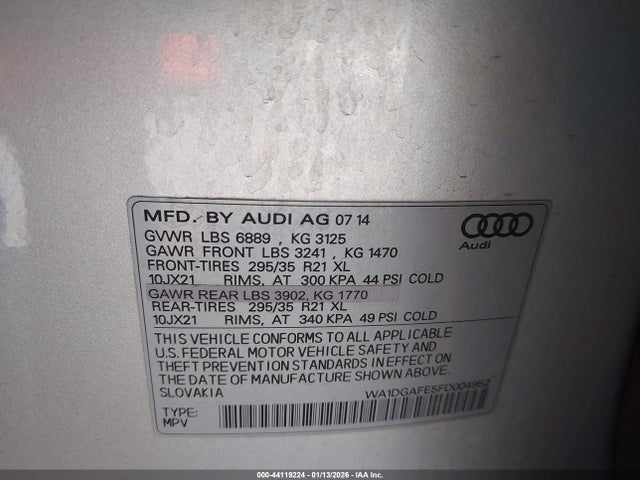 MFD. BY AUDI AG 07 14
GVWR LBS 6889 , KG 3125
GAWR FRONT LBS 3241 , KG 1470
FRONT-TIRES 295/35 R21 XL
10JX21 RIMS, AT 300 KPA 44 PSI COLD
GAWR REAR LBS 3902, KG 1770
REAR-TIRES 295/35 R21 XL
10JX21 RIMS, AT 340 KPA 49 PSI COLD
Audi
THIS VEHICLE CONFORMS TO ALL APPLICABLE
U.S. FEDERAL MOTOR VEHICLE SAFETY AND
THEFT PREVENTION STANDARDS IN EFFECT ON
THE DATE OF MANUFACTURE SHOWN ABOVE
SLOVAKIA
WA1DGAFE5FD004952
TYPE:
MPV
000-44119224 - 01/13/2026 - IAA Inc.